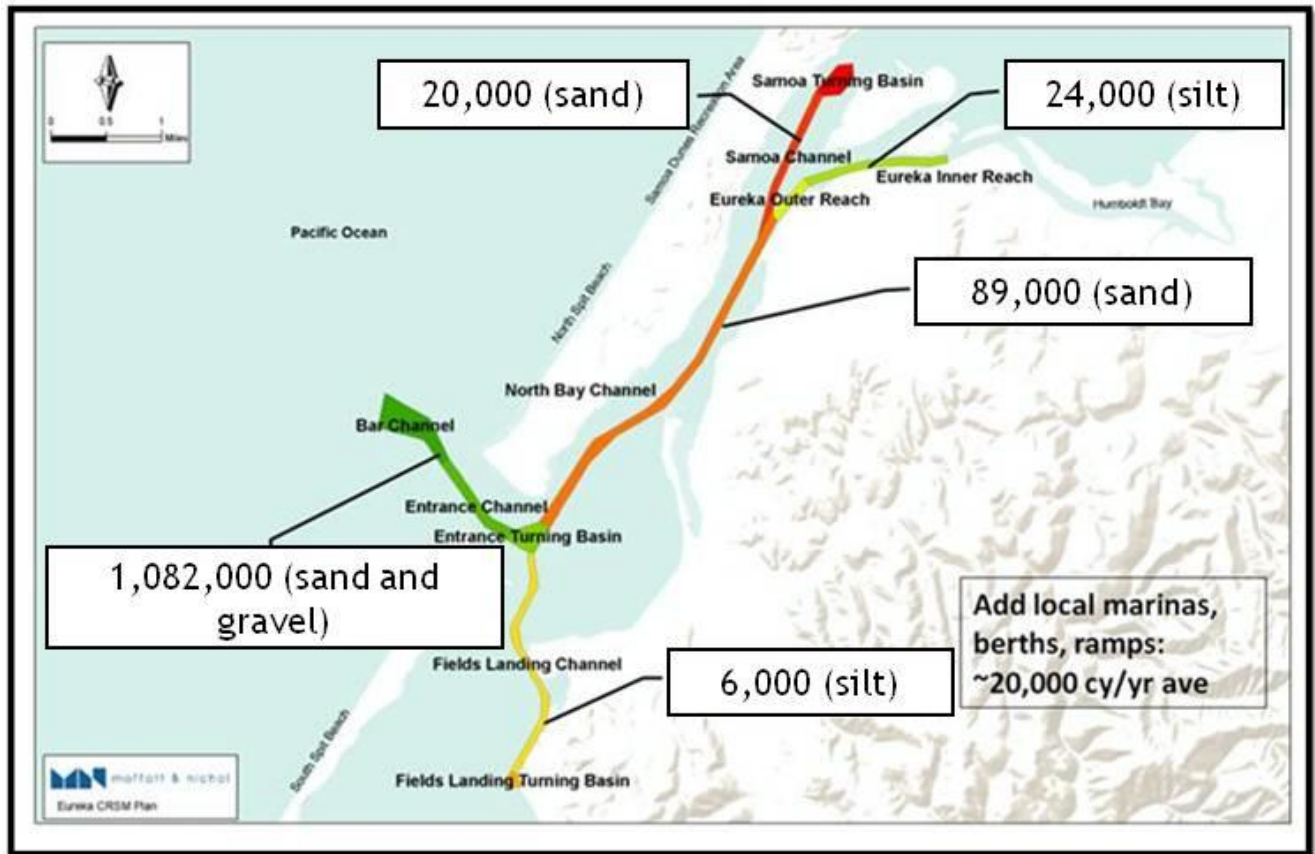 20,000 (sand)
Samoa Turning Basin
24,000 (silt)
0 0.5 1
Miles
Samoa Dunes Recreation Area
Samoa Channel
Eureka Inner Reach
Eureka Outer Reach
Humboldt Bay
Pacific Ocean
North Spit Beach
89,000 (sand)
North Bay Channel
Bar Channel
Entrance Channel
Entrance Turning Basin
1,082,000 (sand and
gravel)
Add local marinas,
berths, ramps:
~20,000 cy/yr ave
Fields Landing Channel
6,000 (silt)
South Spit Beach
Fields Landing Turning Basin
moffatt & nichol
Eureka CRSM Plan